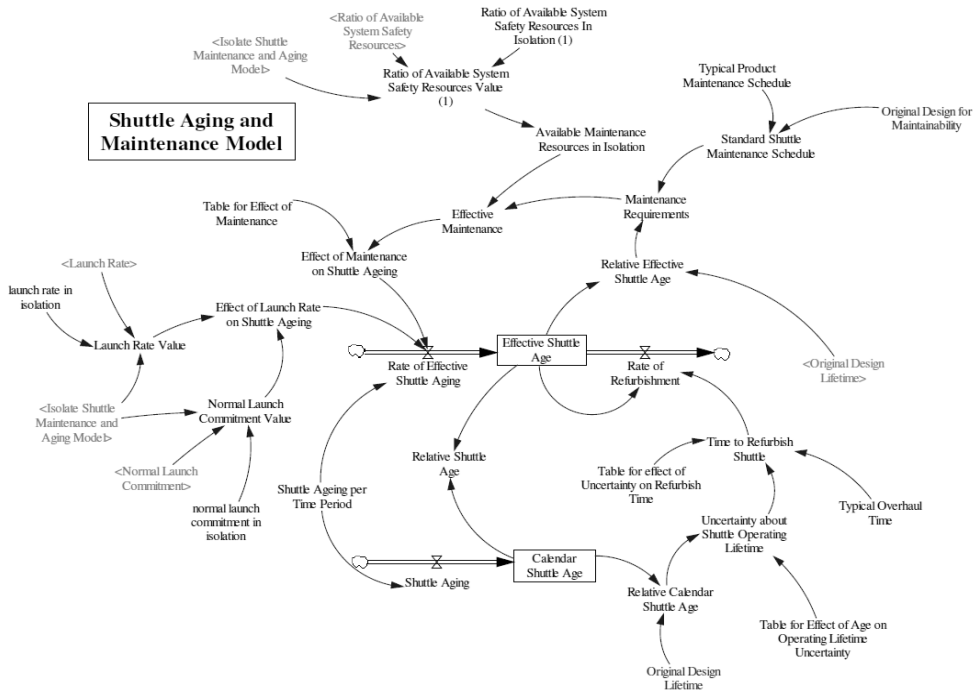 <Ratio of Available
System Safety
Resources>
Ratio of Available System
Safety Resources In
Isolation (1)
<Isolate Shuttle
Maintenance and Aging
Model>
Ratio of Available System
Safety Resources Value
(1)
Typical Product
Maintenance Schedule
Shuttle Aging and
Maintenance Model
Original Design for
Maintainability
Available Maintenance
Resources in Isolation
Standard Shuttle
Maintenance Schedule
Table for Effect of
Maintenance
Effective
Maintenance
Maintenance
Requirements
Effect of Maintenance
on Shuttle Ageing
Relative Effective
Shuttle Age
<Launch Rate>
launch rate in
isolation
Effect of Launch Rate
on Shuttle Ageing
Launch Rate Value
Effective Shuttle
Age
Rate of Effective
Shuttle Aging
Rate of
Refurbishment
<Original Design
Lifetime>
<Isolate Shuttle
Maintenance and
Aging Model>
Normal Launch
Commitment Value
Relative Shuttle
Age
Time to Refurbish
Shuttle
<Normal Launch
Commitment>
Table for effect of
Uncertainty on Refurbish
Time
Shuttle Ageing per
Time Period
normal launch
commitment in
isolation
Typical Overhaul
Time
Uncertainty about
Shuttle Operating
Lifetime
Calendar
Shuttle Age
Shuttle Aging
Relative Calendar
Shuttle Age
Table for Effect of Age on
Operating Lifetime
Uncertainty
Original Design
Lifetime